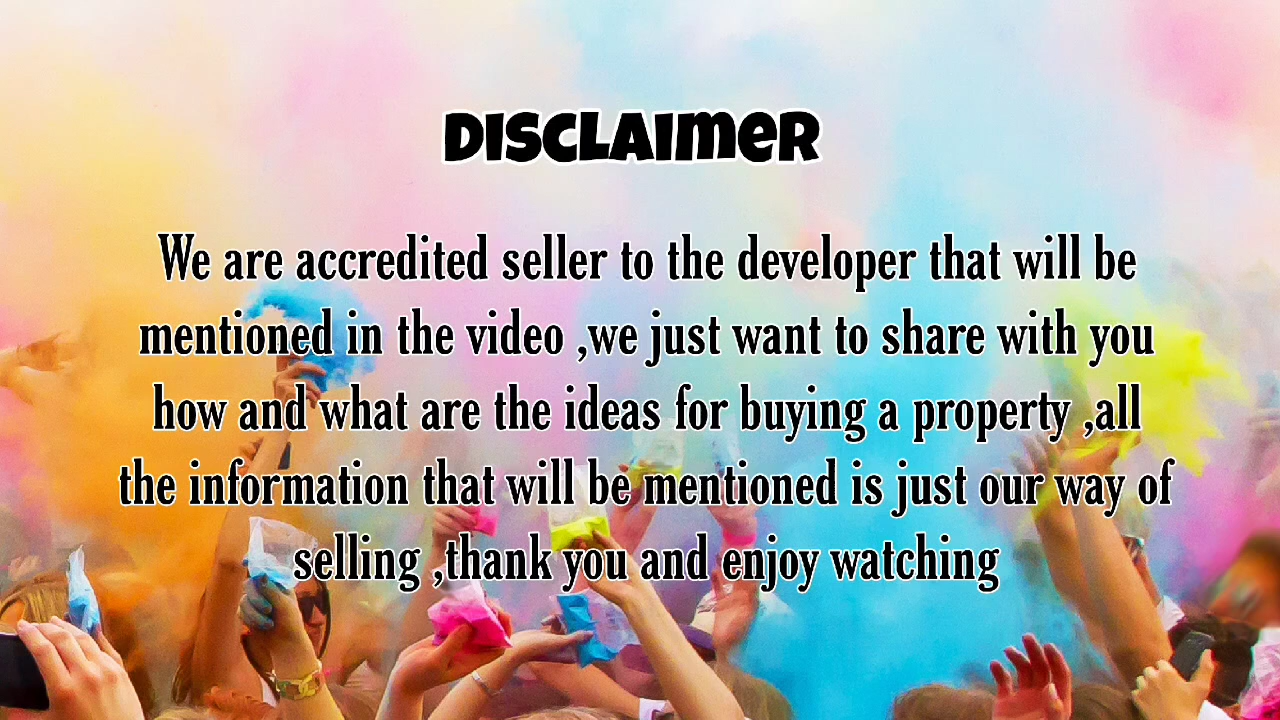 DISCLAIMER
We are accredited seller to the developer that will be
mentioned in the video ,we just want to share with you
how and what are the ideas for buying a property ,all
the information that will be mentioned is just our way of
selling ,thank you and enjoy watching